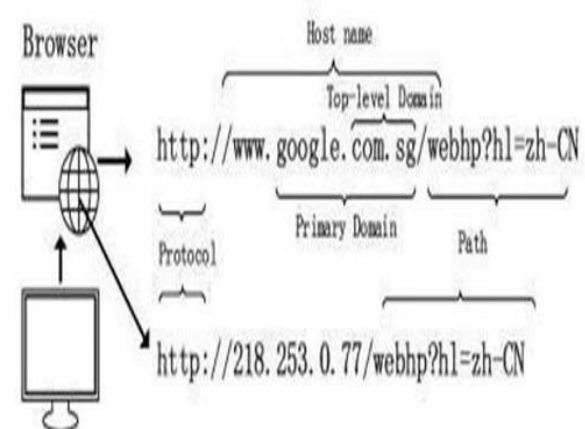 Browser
Host name
Top-level Domain
http://www.google.com.sg/webhp?hl=zh-CN
Primary Domain
Path
Protocol
http://218.253.0.77/webhp?hl=zh-CN